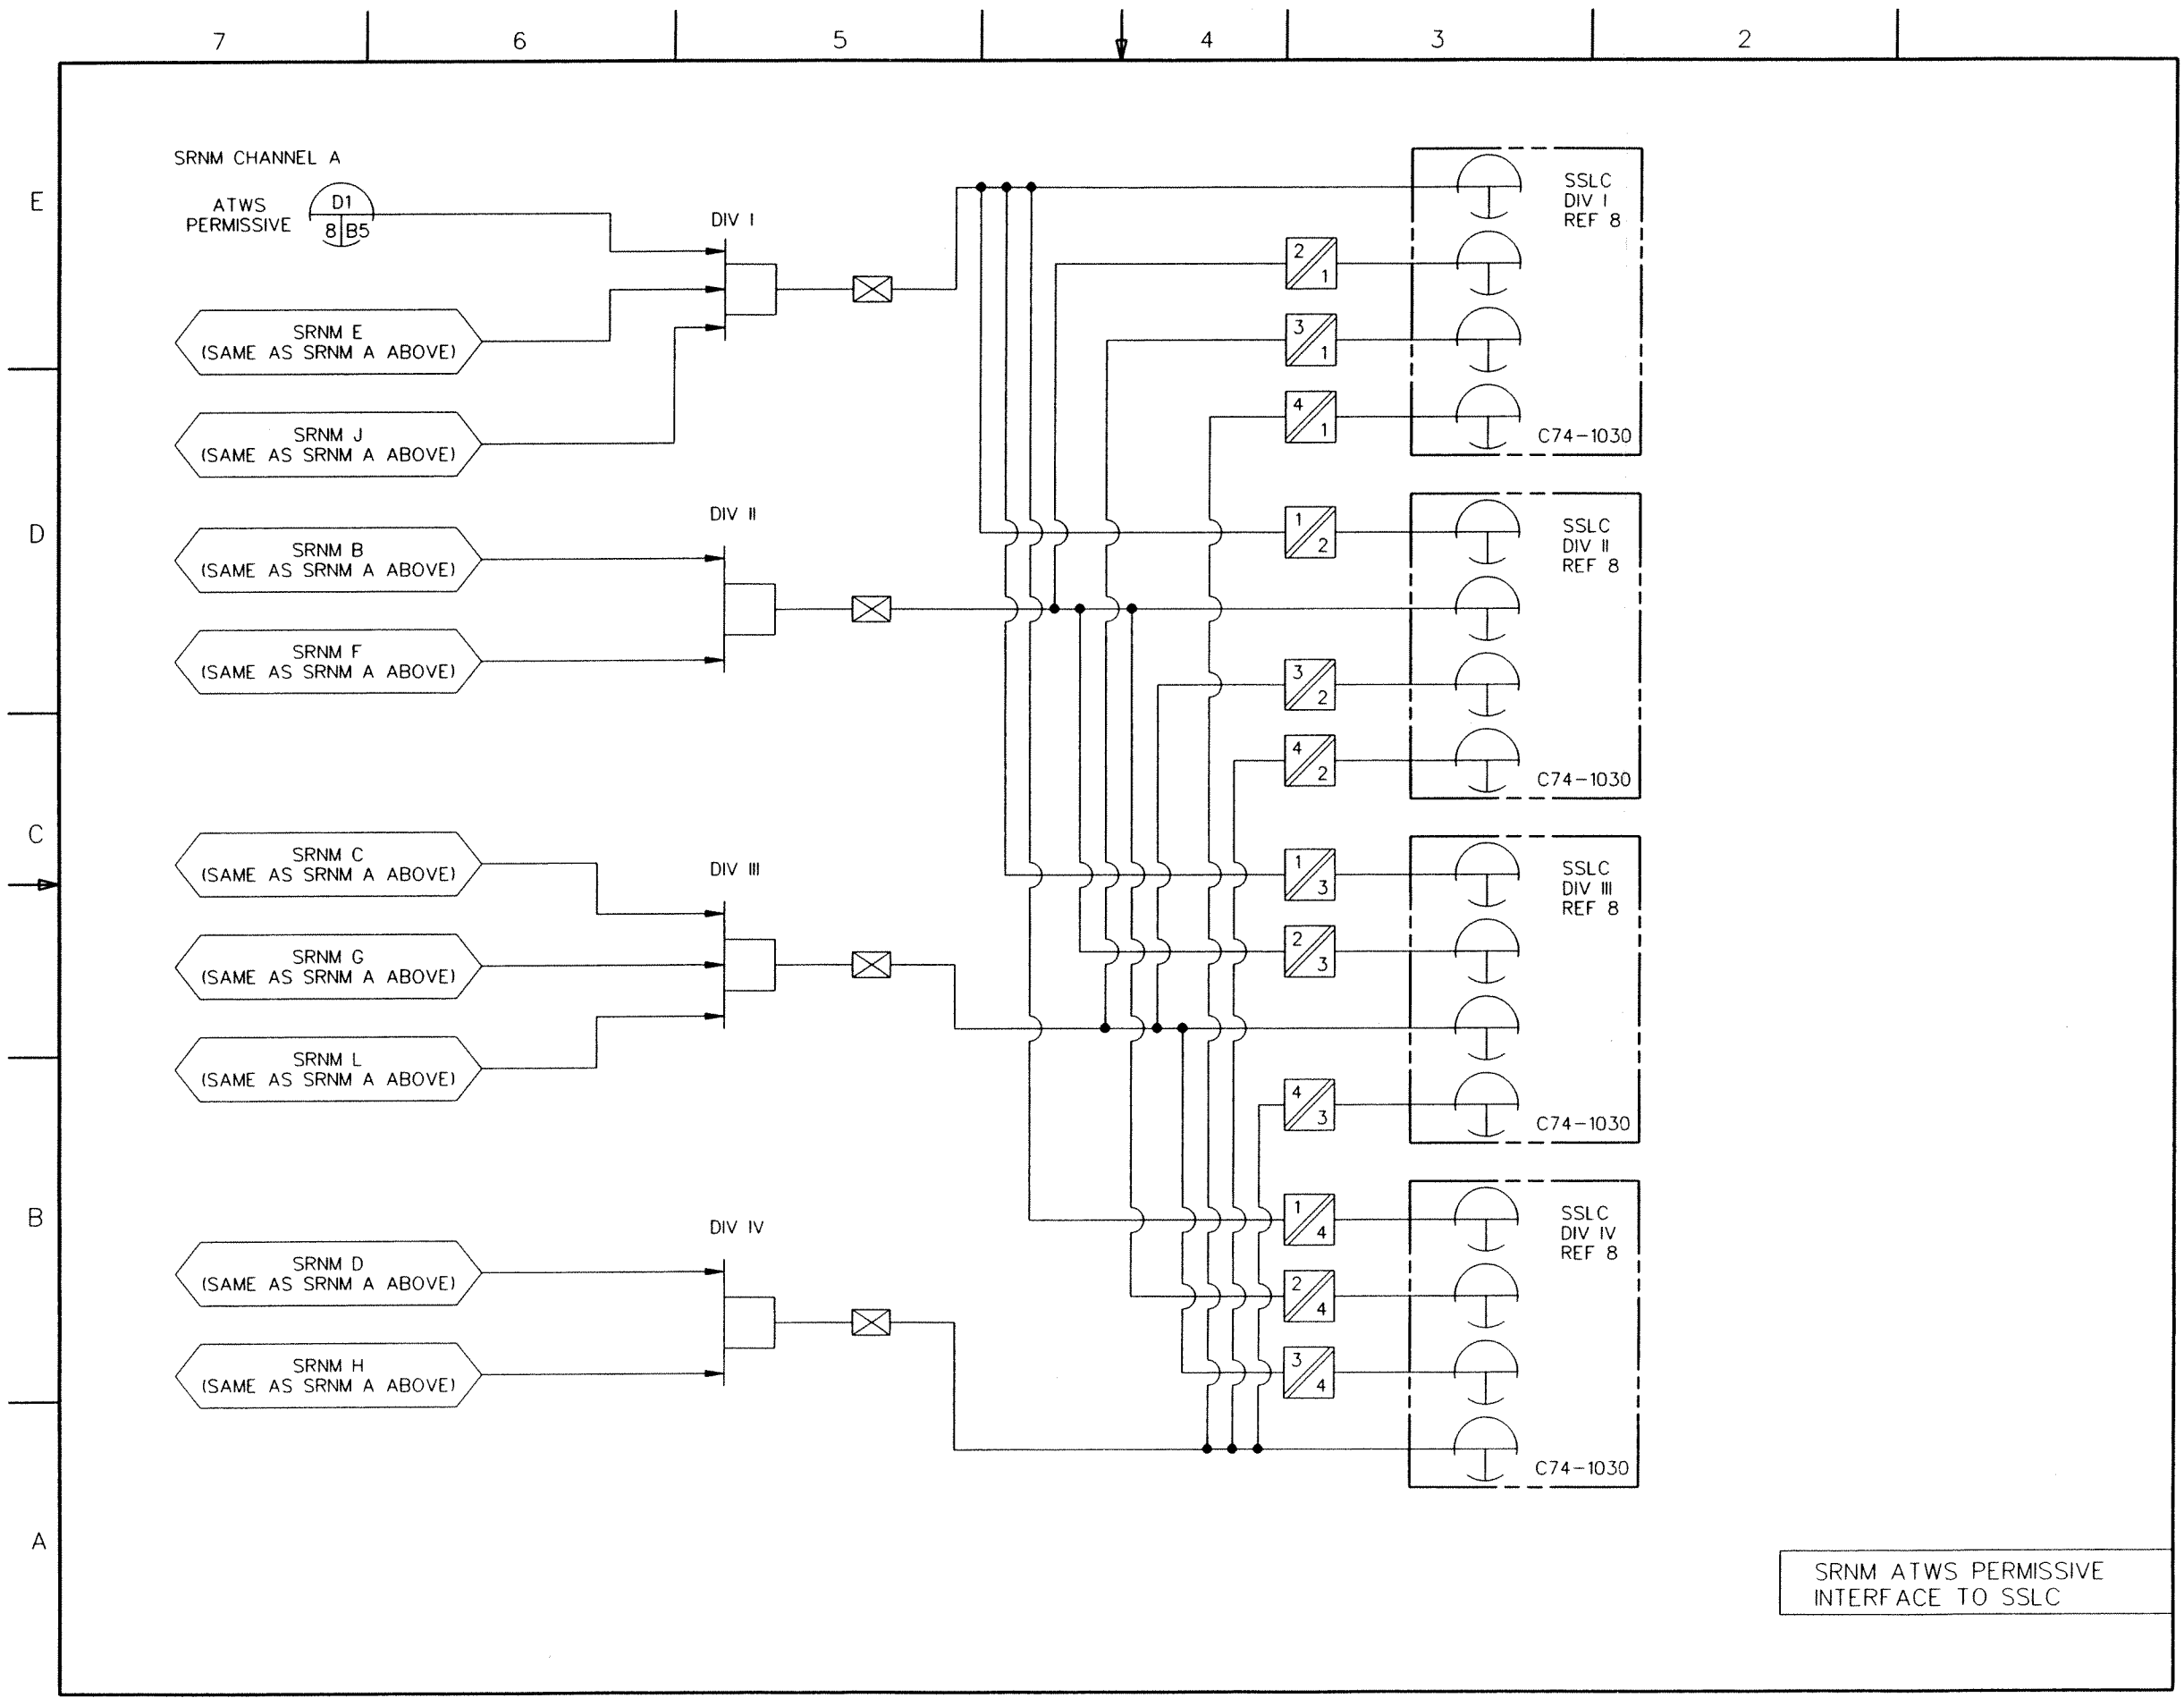 7 6 5 4 3 2
SRNM CHANNEL A
ATWS
PERMISSIVE
D1
8 B5
DIV I
SRNM E
(SAME AS SRNM A ABOVE)
SRNM J
(SAME AS SRNM A ABOVE)
DIV II
SRNM B
(SAME AS SRNM A ABOVE)
SRNM F
(SAME AS SRNM A ABOVE)
DIV III
SRNM C
(SAME AS SRNM A ABOVE)
SRNM G
(SAME AS SRNM A ABOVE)
SRNM L
(SAME AS SRNM A ABOVE)
DIV IV
SRNM D
(SAME AS SRNM A ABOVE)
SRNM H
(SAME AS SRNM A ABOVE)
2
1
3
1
4
1
SSLC
DIV I
REF 8
C74-1030
1
2
3
2
4
2
SSLC
DIV II
REF 8
C74-1030
1
3
2
3
4
3
SSLC
DIV III
REF 8
C74-1030
1
4
2
4
3
4
SSLC
DIV IV
REF 8
C74-1030
E
D
C
B
A
SRNM ATWS PERMISSIVE
INTERFACE TO SSLC